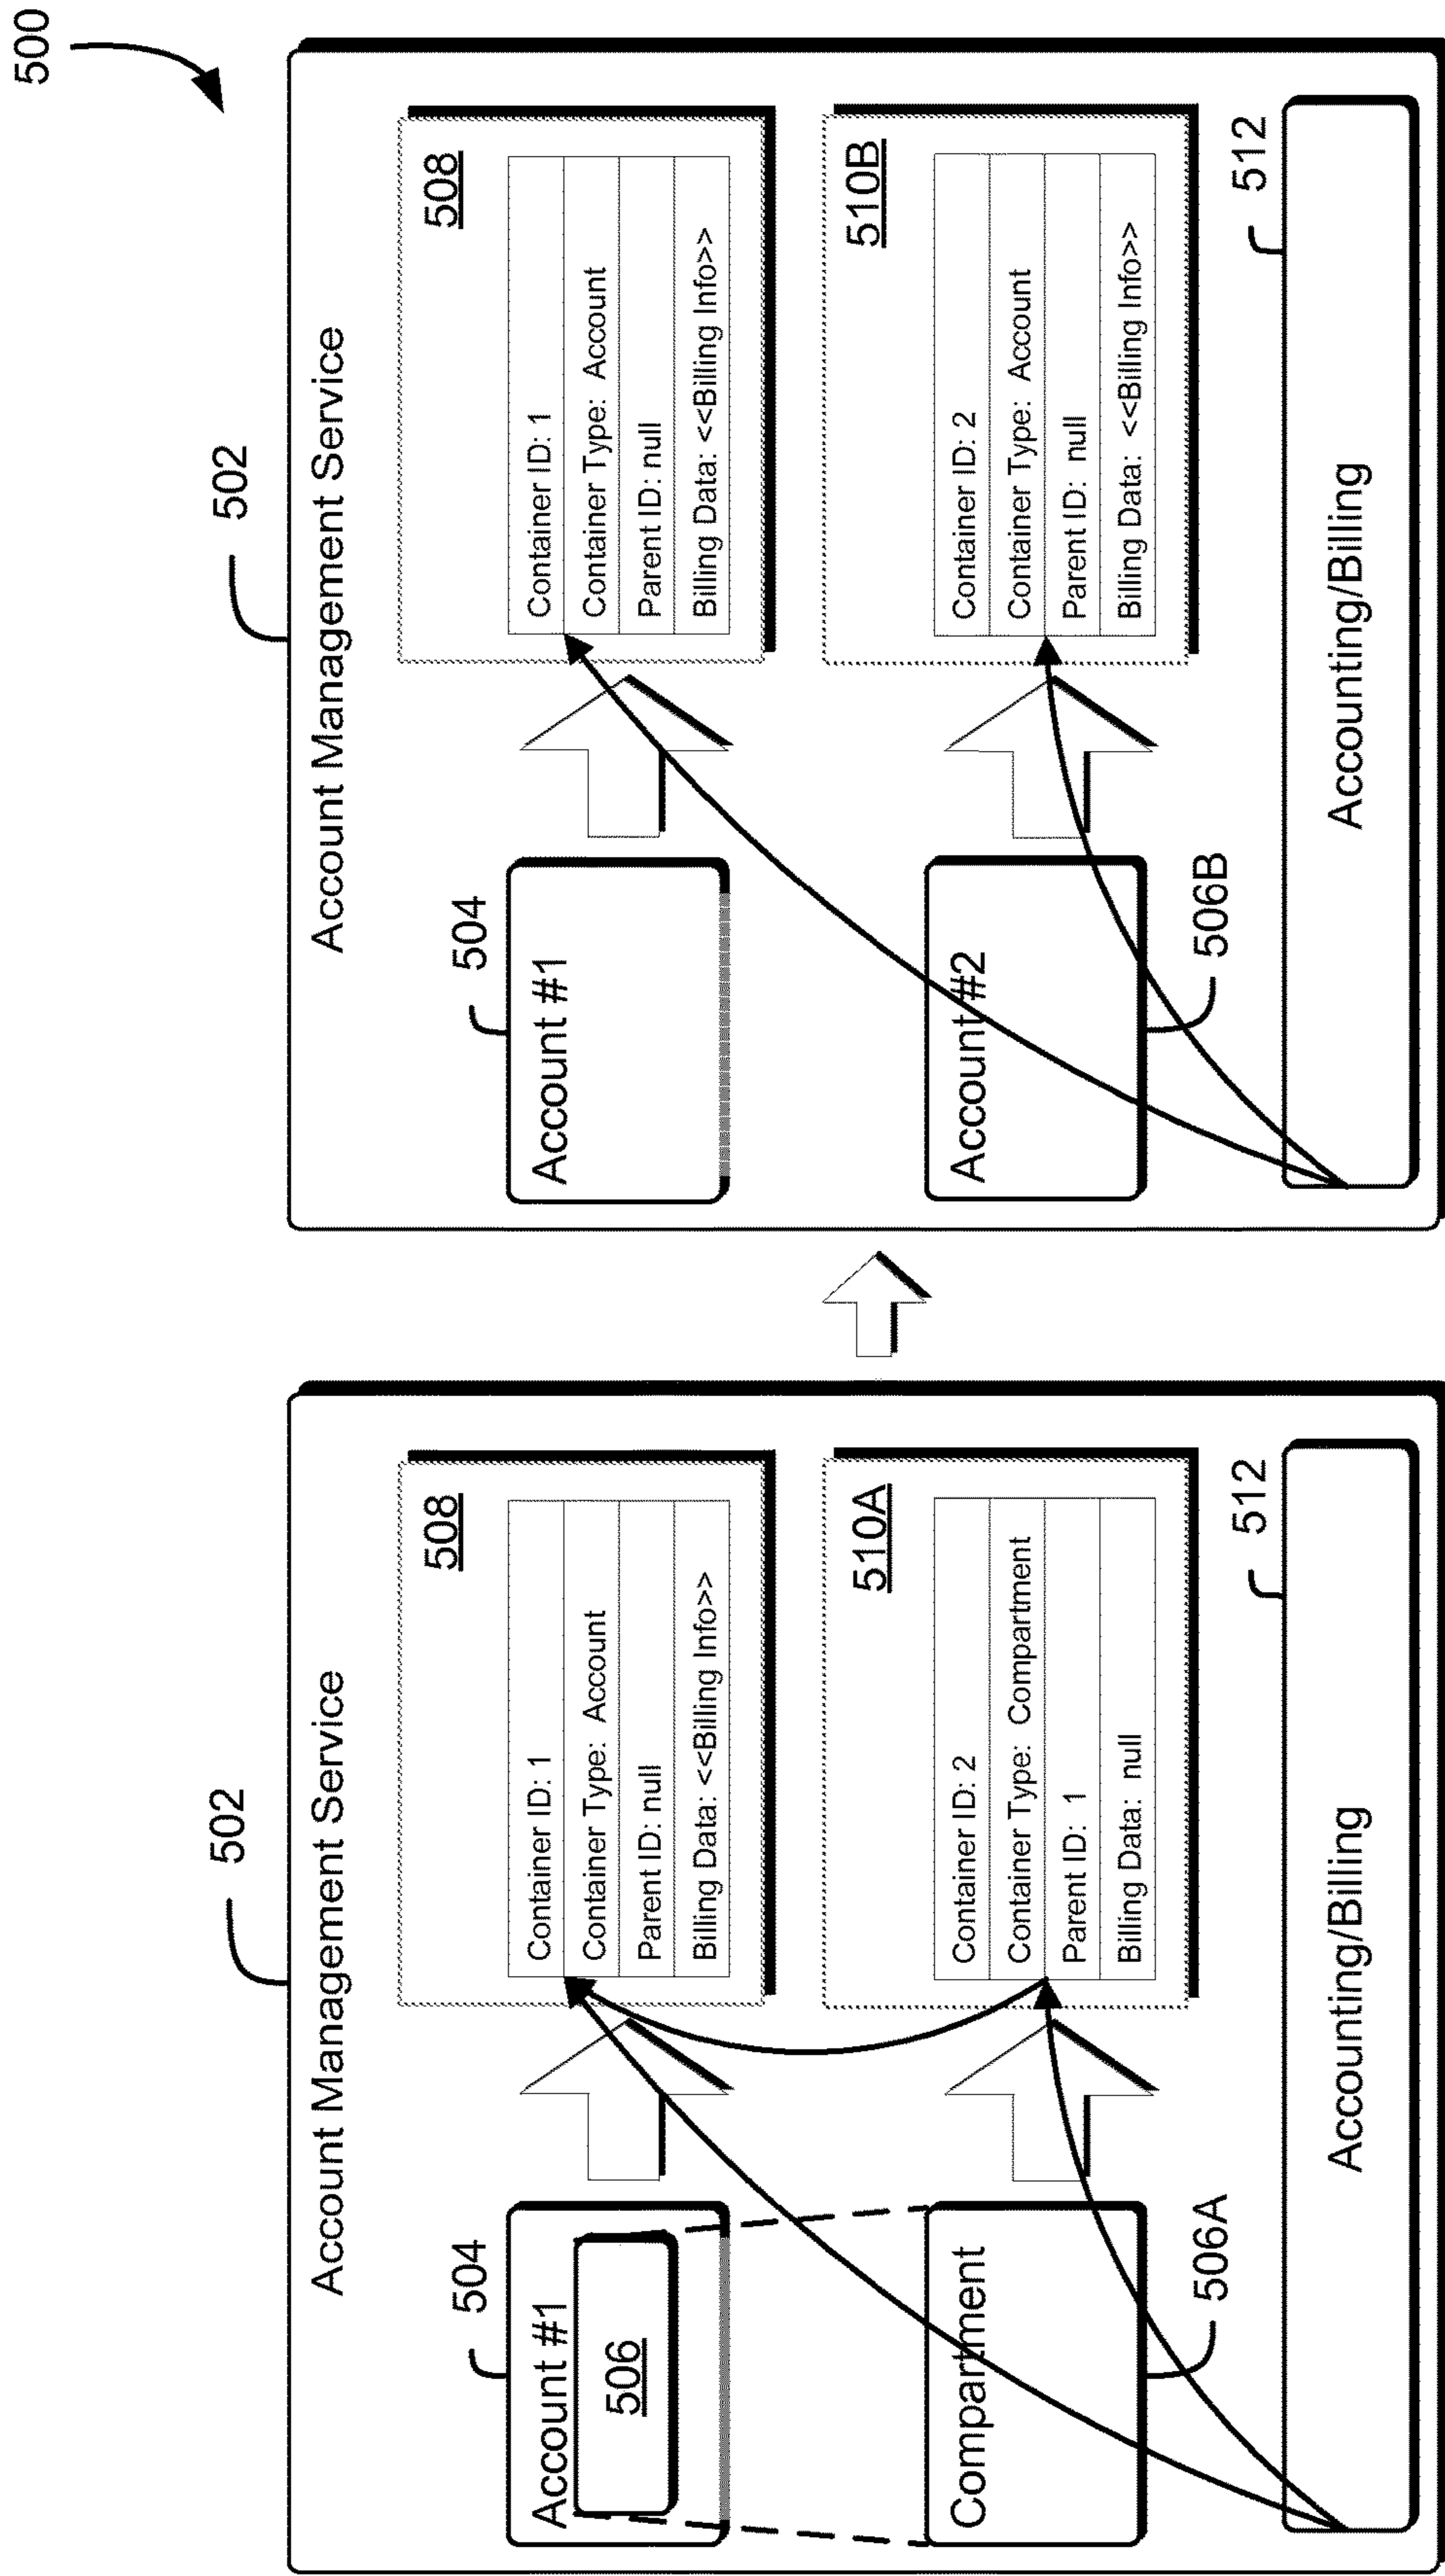 500
502
Account Management Service
504
Account #1
506
508
Container ID: 1
Container Type: Account
Parent ID: null
Billing Data: <<Billing Info>>
Compartment
506A
510A
Container ID: 2
Container Type: Compartment
Parent ID: 1
Billing Data: null
512
Accounting/Billing
502
Account Management Service
504
Account #1
508
Container ID: 1
Container Type: Account
Parent ID: null
Billing Data: <<Billing Info>>
Account #2
506B
510B
Container ID: 2
Container Type: Account
Parent ID: null
Billing Data: <<Billing Info>>
512
Accounting/Billing